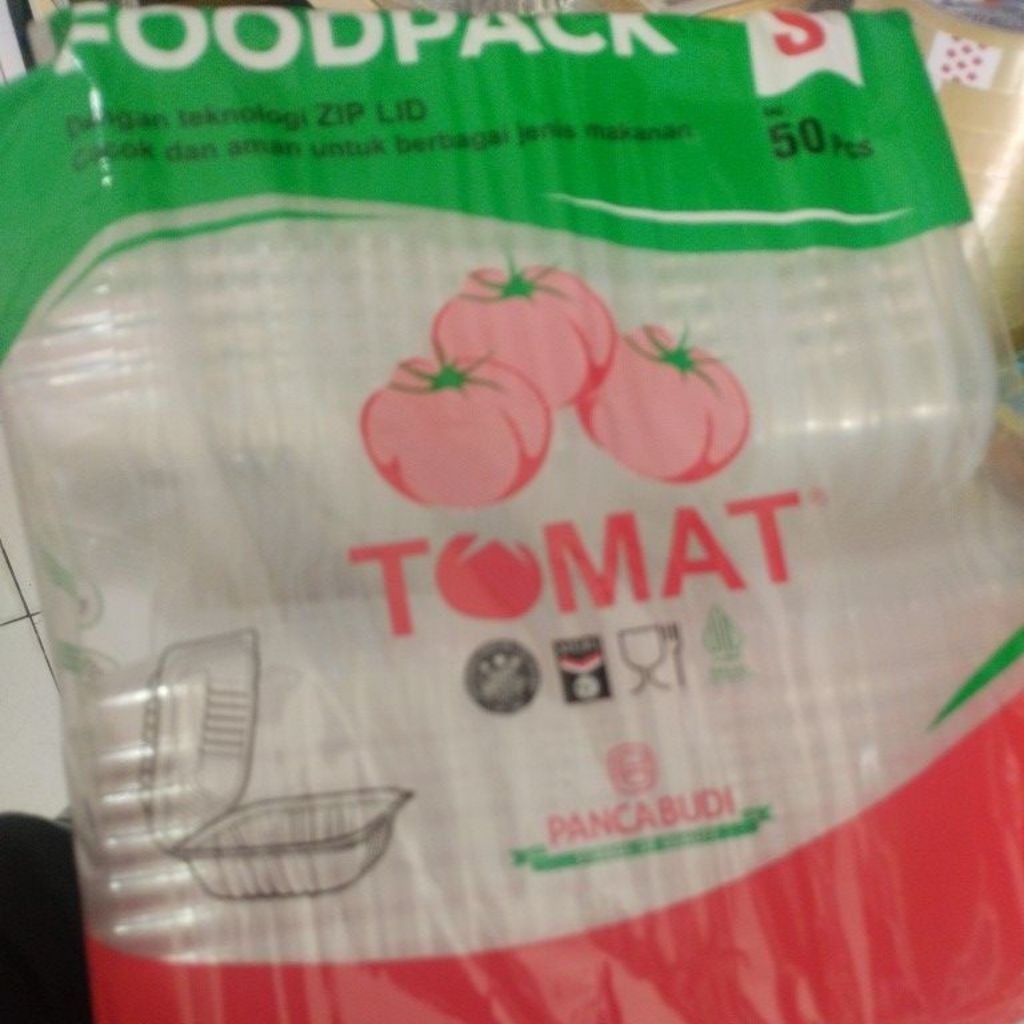 FOODPACK
S
Dengan teknologi ZIP LID
Cocok dan aman untuk berbagai jenis makanan
50 Pcs
TOMAT®
PANCABUDI